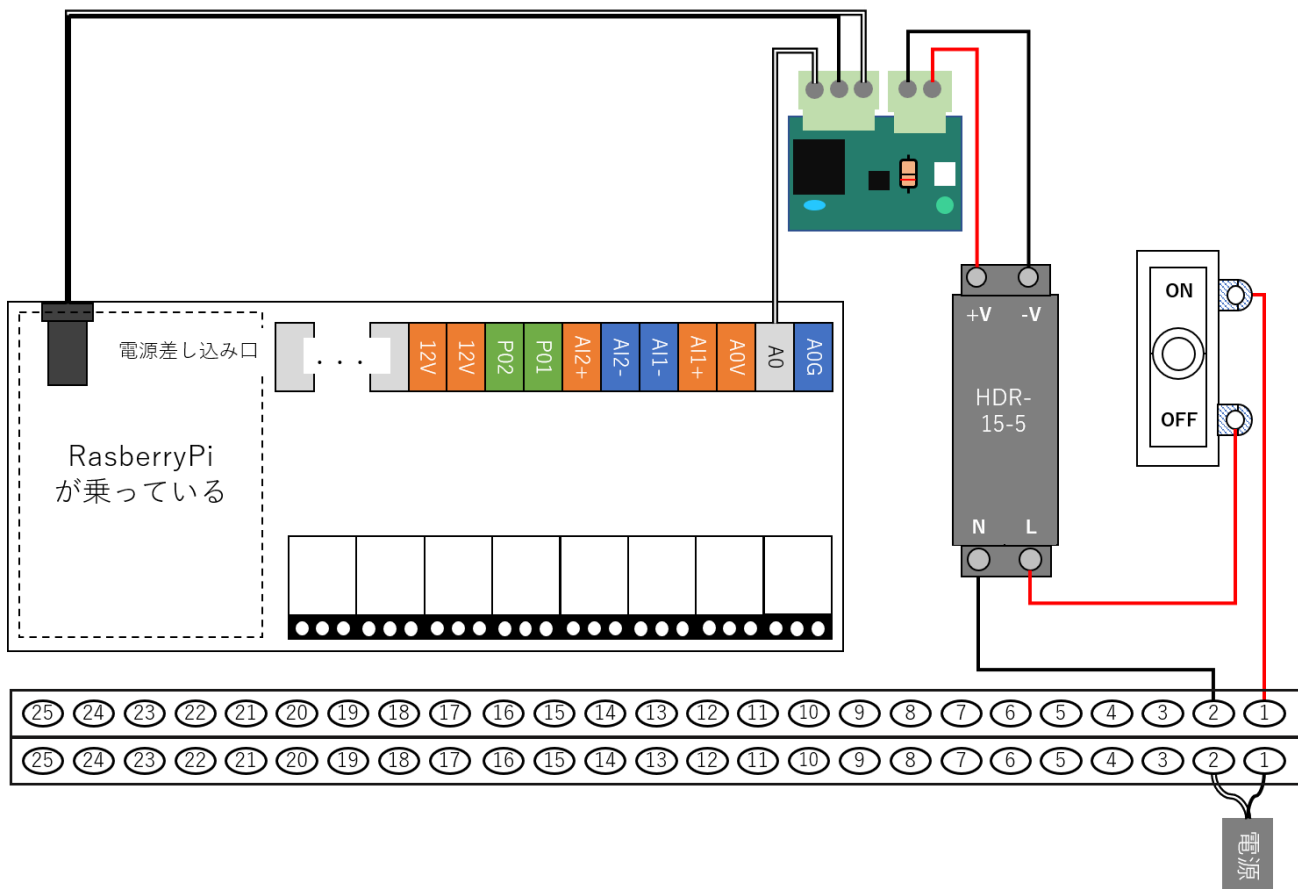 電源差し込み口
RasberryPi
が乗っている
...
12V
12V
P02
P01
AI2+
AI2-
AI1-
AI1+
A0V
A0
A0G
+V -V
HDR-
15-5
N L
ON
OFF
25 24 23 22 21 20 19 18 17 16 15 14 13 12 11 10 9 8 7 6 5 4 3 2 1
25 24 23 22 21 20 19 18 17 16 15 14 13 12 11 10 9 8 7 6 5 4 3 2 1
電源